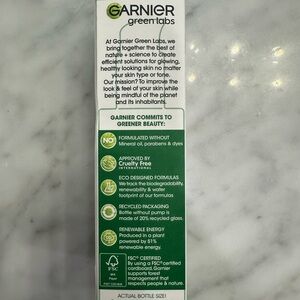 GARNIER
green labs
At Garnier Green Labs, we
bring together the best of
nature + science to create
efficient solutions for glowing,
healthy looking skin no matter
your skin type or tone.
Our mission? To improve the
look & feel of your skin while
being mindful of the planet
and its inhabitants.
GARNIER COMMITS TO
GREENER BEAUTY:
NO
FORMULATED WITHOUT
Mineral oil, parabens & dyes
APPROVED BY
Cruelty Free
INTERNATIONAL
ECO DESIGNED FORMULAS
We track the biodegradability,
renewability & water
footprint of our formulas
RECYCLED PACKAGING
Bottle without pump is
made of 20% recycled glass.
RENEWABLE ENERGY
Produced in a plant
powered by 51%
renewable energy.
FSC
MIX
Paper
FSC® CERTIFIED
By using a FSC® certified
cardboard, Garnier
supports forest
management that respects
people & nature.
ACTUAL BOTTLE SIZE!